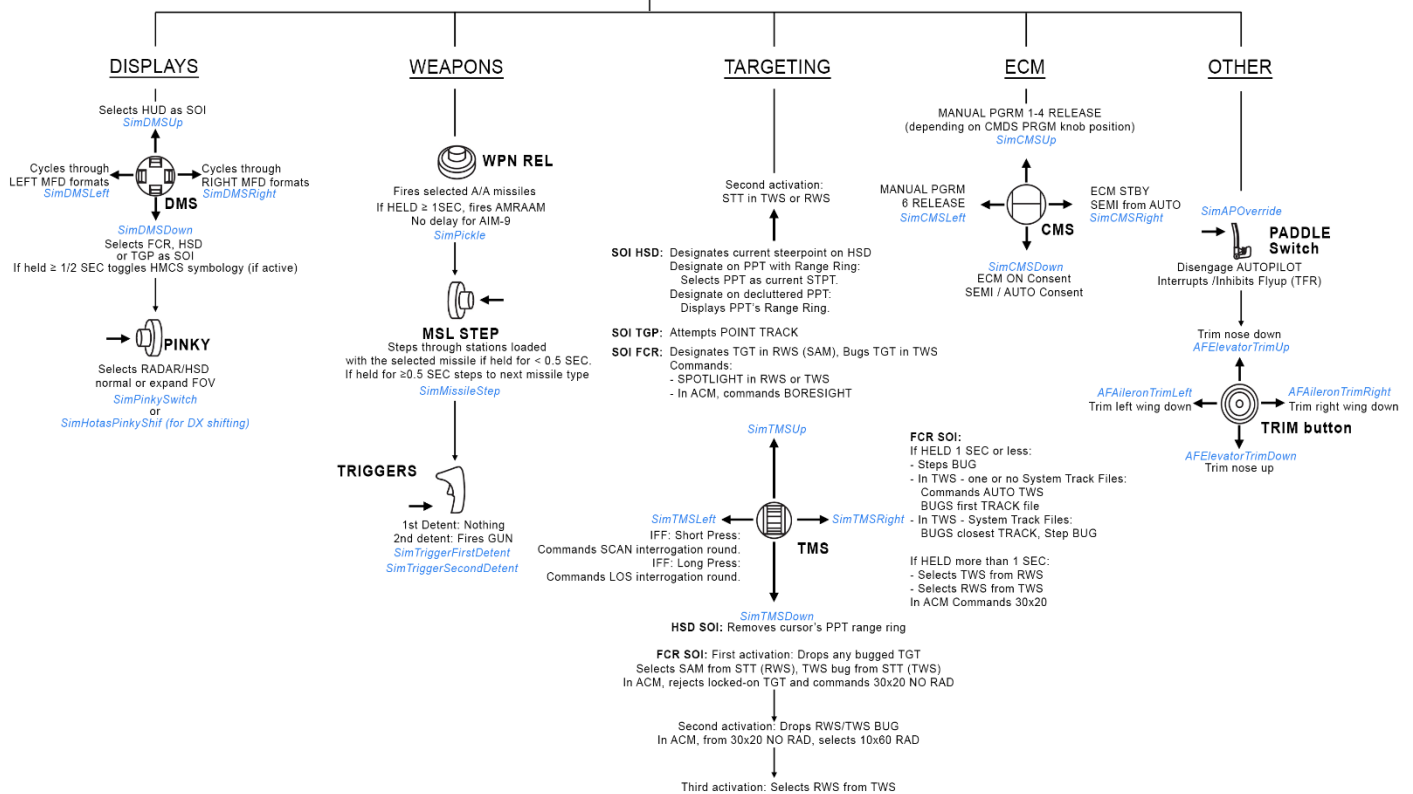 DISPLAYS
Selects HUD as SOI
SimDMSUp
Cycles through
LEFT MFD formats
SimDMSLeft
Cycles through
RIGHT MFD formats
SimDMSRight
DMS
SimDMSDown
Selects FCR, HSD
or TGP as SOI
If held ≥ 1/2 SEC toggles HMCS symbology (if active)
PINKY
Selects RADAR/HSD
normal or expand FOV
SimPinkySwitch
or
SimHotasPinkyShif (for DX shifting)
WEAPONS
WPN REL
Fires selected A/A missiles
If HELD ≥ 1SEC, fires AMRAAM
No delay for AIM-9
SimPickle
MSL STEP
Steps through stations loaded
with the selected missile if held for < 0.5 SEC.
If held for ≥0.5 SEC steps to next missile type
SimMissileStep
TRIGGERS
1st Detent: Nothing
2nd detent: Fires GUN
SimTriggerFirstDetent
SimTriggerSecondDetent
TARGETING
Second activation:
STT in TWS or RWS
SOI HSD: Designates current steerpoint on HSD
Designate on PPT with Range Ring:
Selects PPT as current STPT.
Designate on decluttered PPT:
Displays PPT's Range Ring.
SOI TGP: Attempts POINT TRACK
SOI FCR: Designates TGT in RWS (SAM), Bugs TGT in TWS
Commands:
- SPOTLIGHT in RWS or TWS
- In ACM, commands BORESIGHT
SimTMSUp
SimTMSLeft
IFF: Short Press:
Commands SCAN interrogation round.
IFF: Long Press:
Commands LOS interrogation round.
SimTMSRight
TMS
FCR SOI:
If HELD 1 SEC or less:
- Steps BUG
- In TWS - one or no System Track Files:
Commands AUTO TWS
BUGS first TRACK file
- In TWS - System Track Files:
BUGS closest TRACK, Step BUG
If HELD more than 1 SEC:
- Selects TWS from RWS
- Selects RWS from TWS
In ACM Commands 30x20
SimTMSDown
HSD SOI: Removes cursor's PPT range ring
FCR SOI: First activation: Drops any bugged TGT
Selects SAM from STT (RWS), TWS bug from STT (TWS)
In ACM, rejects locked-on TGT and commands 30x20 NO RAD
Second activation: Drops RWS/TWS BUG
In ACM, from 30x20 NO RAD, selects 10x60 RAD
Third activation: Selects RWS from TWS
ECM
MANUAL PGRM 1-4 RELEASE
(depending on CMDS PRGM knob position)
SimCMSUp
MANUAL PGRM
6 RELEASE
SimCMSLeft
ECM STBY
SEMI from AUTO
SimCMSRight
CMS
SimCMSDown
ECM ON Consent
SEMI / AUTO Consent
OTHER
SimAPOverride
PADDLE
Switch
Disengage AUTOPILOT
Interrupts /Inhibits Flyup (TFR)
Trim nose down
AFElevatorTrimUp
AFAileronTrimLeft
Trim left wing down
AFAileronTrimRight
Trim right wing down
TRIM button
AFElevatorTrimDown
Trim nose up